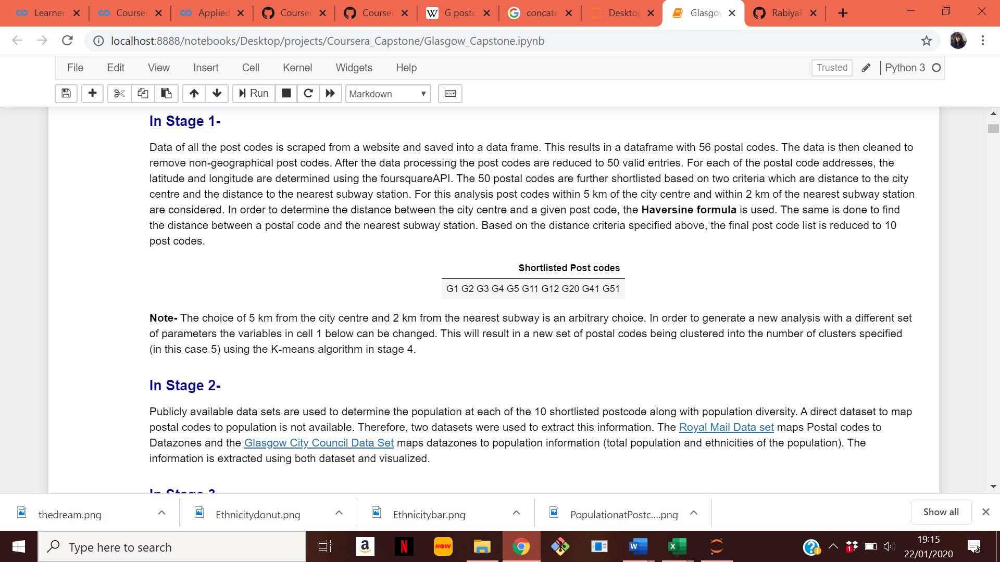 Learner
Courser
Applied
Courser
Courser
G postc
concate
Desktop
Glasgow
RabiyaF
localhost:8888/notebooks/Desktop/projects/Coursera_Capstone/Glasgow_Capstone.ipynb
File Edit View Insert Cell Kernel Widgets Help Trusted Python 3
Run Markdown
In Stage 1-
Data of all the post codes is scraped from a website and saved into a data frame. This results in a dataframe with 56 postal codes. The data is then cleaned to
remove non-geographical post codes. After the data processing the post codes are reduced to 50 valid entries. For each of the postal code addresses, the
latitude and longitude are determined using the foursquareAPI. The 50 postal codes are further shortlisted based on two criteria which are distance to the city
centre and the distance to the nearest subway station. For this analysis post codes within 5 km of the city centre and within 2 km of the nearest subway station
are considered. In order to determine the distance between the city centre and a given post code, the Haversine formula is used. The same is done to find
the distance between a postal code and the nearest subway station. Based on the distance criteria specified above, the final post code list is reduced to 10
post codes.
Shortlisted Post codes
G1 G2 G3 G4 G5 G11 G12 G20 G41 G51
Note- The choice of 5 km from the city centre and 2 km from the nearest subway is an arbitrary choice. In order to generate a new analysis with a different set
of parameters the variables in cell 1 below can be changed. This will result in a new set of postal codes being clustered into the number of clusters specified
(in this case 5) using the K-means algorithm in stage 4.
In Stage 2-
Publicly available data sets are used to determine the population at each of the 10 shortlisted postcode along with population diversity. A direct dataset to map
postal codes to population is not available. Therefore, two datasets were used to extract this information. The Royal Mail Data set maps Postal codes to
Datazones and the Glasgow City Council Data Set maps datazones to population information (total population and ethnicities of the population). The
information is extracted using both dataset and visualized.
In Stage 3
thedream.png
Ethnicitydonut.png
Ethnicitybar.png
PopulationatPostc....png
Show all
Type here to search
a
N
NOW
W
X
1
19:15
22/01/2020